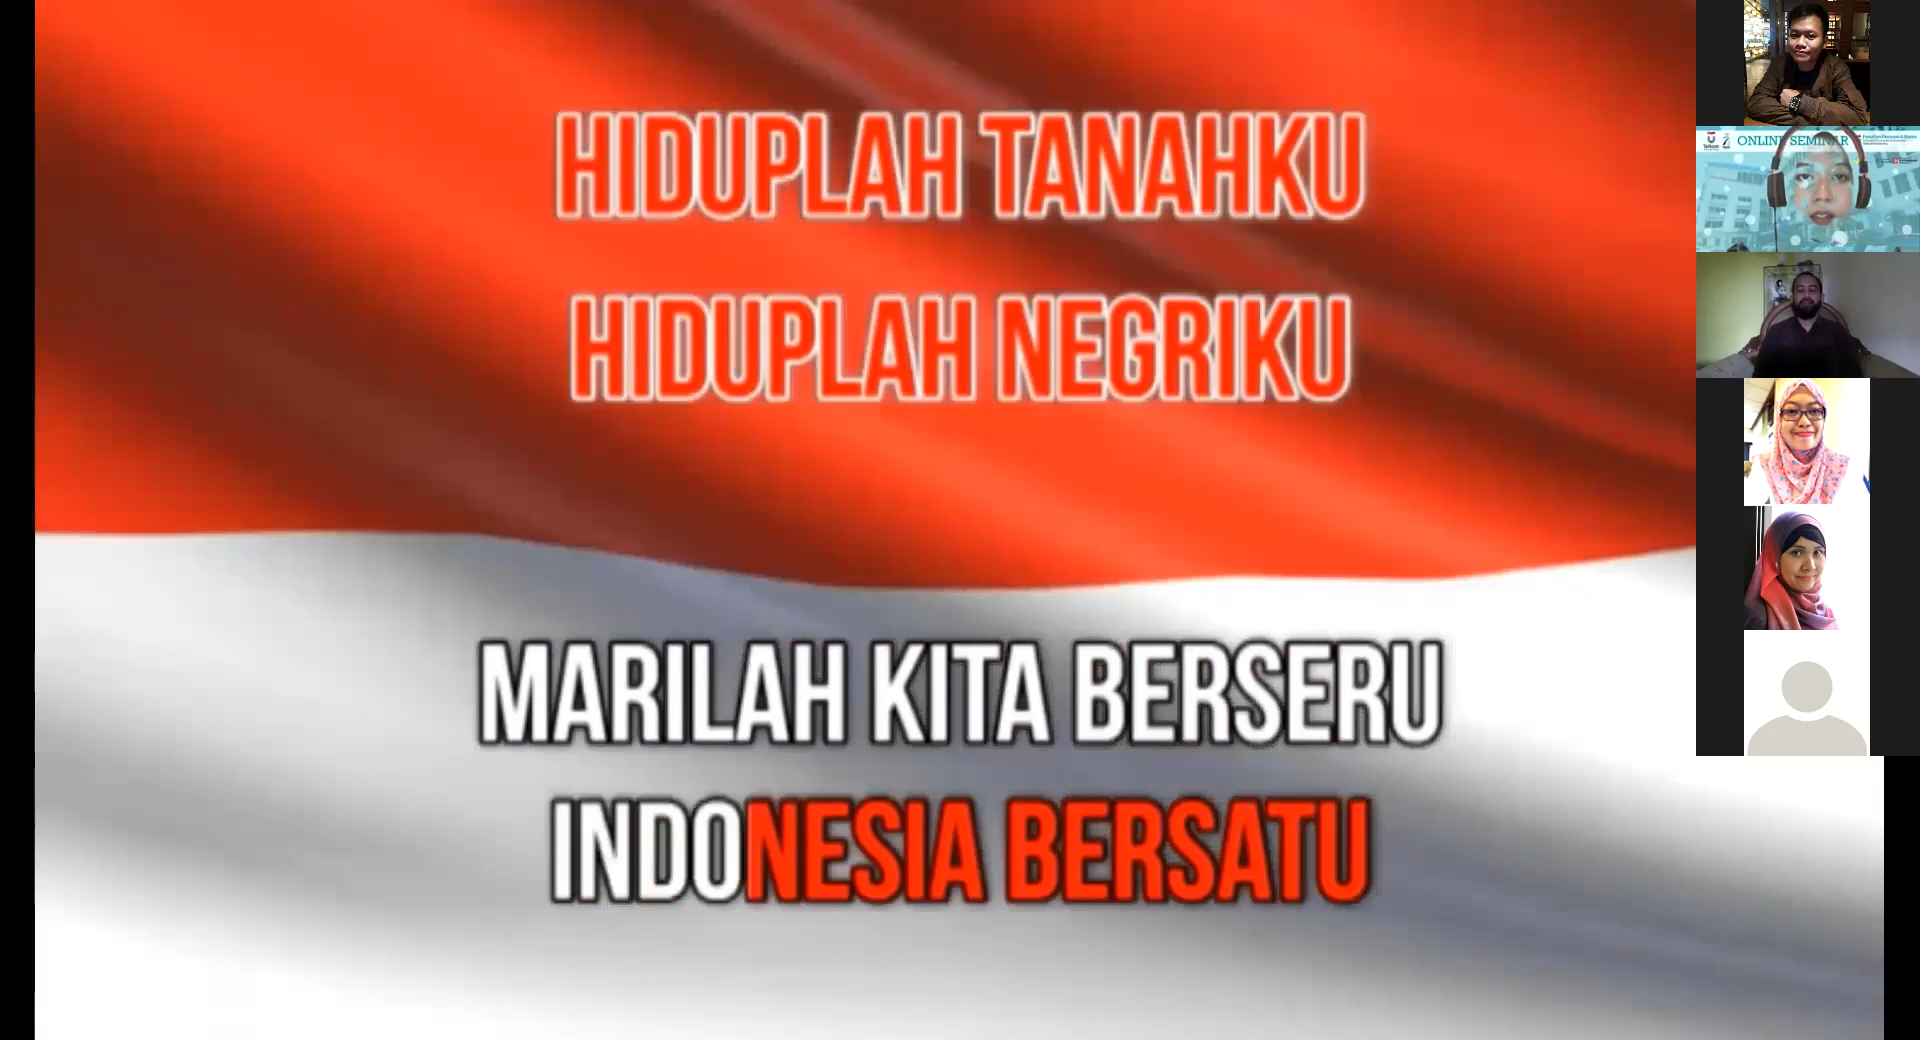 HIDUPLAH TANAHKU
HIDUPLAH NEGRIKU
MARILAH KITA BERSERU
INDONESIA BERSATU
ONLINE SEMINAR